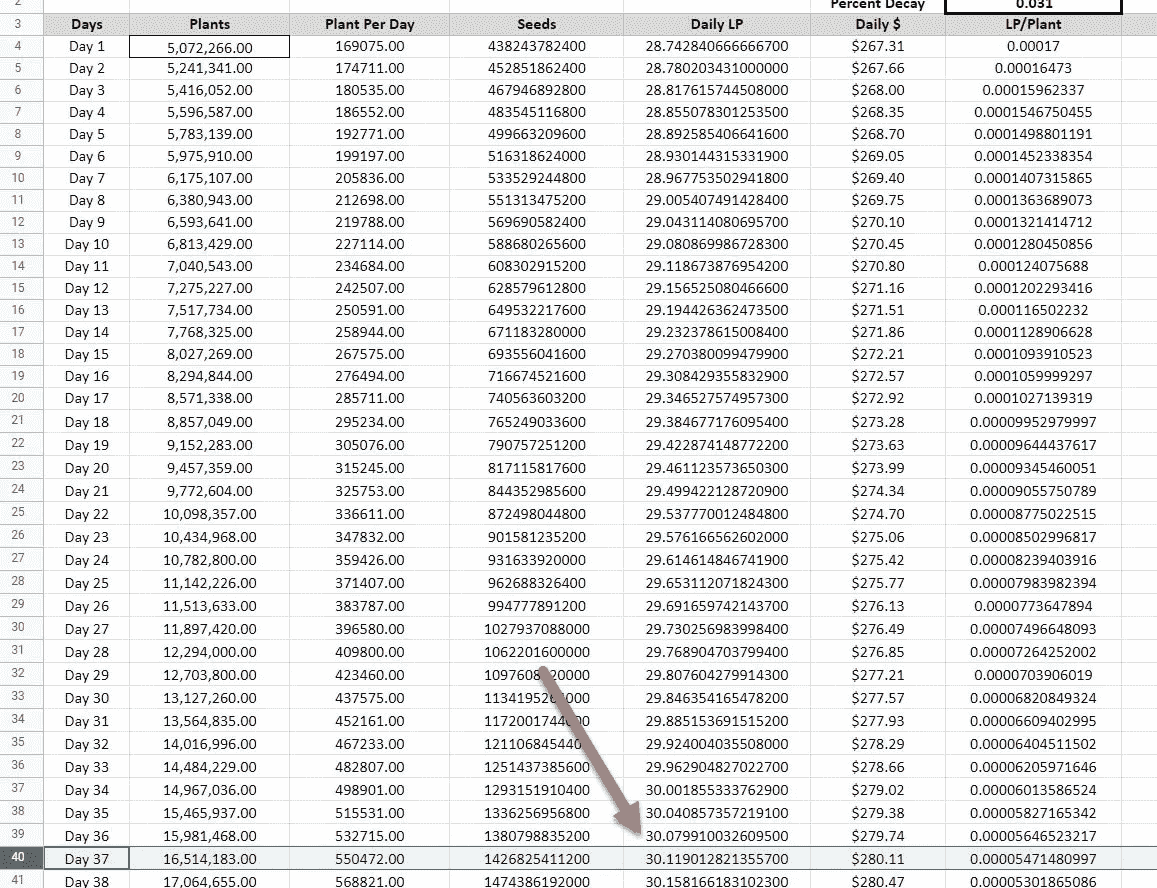 2 Percent Decay 0.031
3 Days Plants Plant Per Day Seeds Daily LP Daily $ LP/Plant
4 Day 1 5,072,266.00 169075.00 438243782400 28.742840666666700 $267.31 0.00017
5 Day 2 5,241,341.00 174711.00 452851862400 28.780203431000000 $267.66 0.00016473
6 Day 3 5,416,052.00 180535.00 467946892800 28.817615744508000 $268.00 0.00015962337
7 Day 4 5,596,587.00 186552.00 483545116800 28.855078301253500 $268.35 0.0001546750455
8 Day 5 5,783,139.00 192771.00 499663209600 28.892585406641600 $268.70 0.0001498801191
9 Day 6 5,975,910.00 199197.00 516318624000 28.930144315331900 $269.05 0.0001452338354
10 Day 7 6,175,107.00 205836.00 533529244800 28.967753502941800 $269.40 0.0001407315865
11 Day 8 6,380,943.00 212698.00 551313475200 29.005407491428400 $269.75 0.0001363689073
12 Day 9 6,593,641.00 219788.00 569690582400 29.043114080695700 $270.10 0.0001321414712
13 Day 10 6,813,429.00 227114.00 588680265600 29.080869986728300 $270.45 0.0001280450856
14 Day 11 7,040,543.00 234684.00 608302915200 29.118673876954200 $270.80 0.000124075688
15 Day 12 7,275,227.00 242507.00 628579612800 29.156525080466600 $271.16 0.0001202293416
16 Day 13 7,517,734.00 250591.00 649532217600 29.194426362473500 $271.51 0.000116502232
17 Day 14 7,768,325.00 258944.00 671183280000 29.232378615008400 $271.86 0.0001128906628
18 Day 15 8,027,269.00 267575.00 693556041600 29.270380099479900 $272.21 0.0001093910523
19 Day 16 8,294,844.00 276494.00 716674521600 29.308429355832900 $272.57 0.0001059999297
20 Day 17 8,571,338.00 285711.00 740563603200 29.346527574957300 $272.92 0.0001027139319
21 Day 18 8,857,049.00 295234.00 765249033600 29.384677176095400 $273.28 0.00009952979997
22 Day 19 9,152,283.00 305076.00 790757251200 29.422874148772200 $273.63 0.00009644437617
23 Day 20 9,457,359.00 315245.00 817115817600 29.461123573650300 $273.99 0.00009345460051
24 Day 21 9,772,604.00 325753.00 844352985600 29.499422128720900 $274.34 0.00009055750789
25 Day 22 10,098,357.00 336611.00 872498044800 29.537770012484800 $274.70 0.00008775022515
26 Day 23 10,434,968.00 347832.00 901581235200 29.576166562602000 $275.06 0.00008502996817
27 Day 24 10,782,800.00 359426.00 931633920000 29.614614846741900 $275.42 0.00008239403916
28 Day 25 11,142,226.00 371407.00 962688326400 29.653112071824300 $275.77 0.00007983982394
29 Day 26 11,513,633.00 383787.00 994777891200 29.691659742143700 $276.13 0.0000773647894
30 Day 27 11,897,420.00 396580.00 1027937088000 29.730256983998400 $276.49 0.00007496648093
31 Day 28 12,294,000.00 409800.00 1062201600000 29.768904703799400 $276.85 0.00007264252002
32 Day 29 12,703,800.00 423460.00 29.807604279914300 $277.21 0.0000703906019
33 Day 30 13,127,260.00 437575.00 29.846354165478200 $277.57 0.00006820849324
34 Day 31 13,564,835.00 452161.00 29.885153691515200 $277.93 0.00006609402995
35 Day 32 14,016,996.00 467233.00 29.924004035508000 $278.29 0.00006404511502
36 Day 33 14,484,229.00 482807.00 1251437385600 29.962904827022700 $278.66 0.00006205971646
37 Day 34 14,967,036.00 498901.00 1293151910400 30.001855333762900 $279.02 0.00006013586524
38 Day 35 15,465,937.00 515531.00 1336256956800 30.040857357219100 $279.38 0.00005827165342
39 Day 36 15,981,468.00 532715.00 1380798835200 30.079910032609500 $279.74 0.00005646523217
40 Day 37 16,514,183.00 550472.00 1426825411200 30.119012821355700 $280.11 0.00005471480997
41 Day 38 17,064,655.00 568821.00 1474386192000 30.158166183102300 $280.47 0.00005301865086